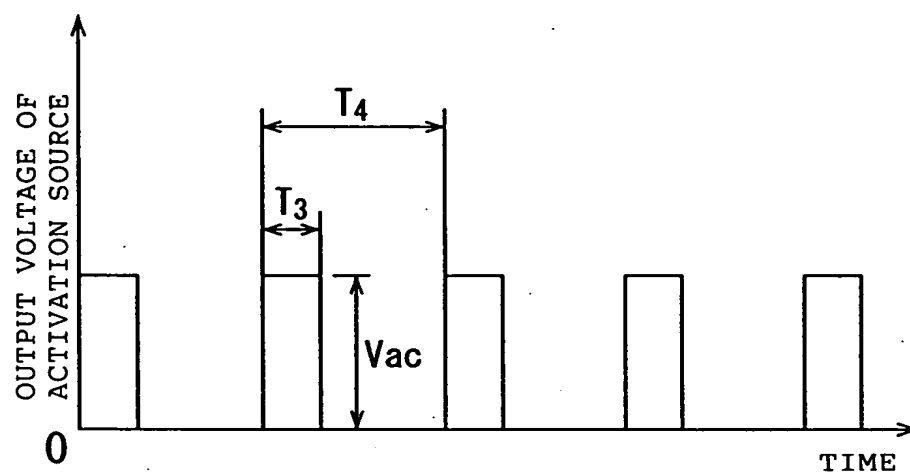 OUTPUT VOLTAGE OF
ACTIVATION SOURCE
T4
T3
Vac
0
TIME